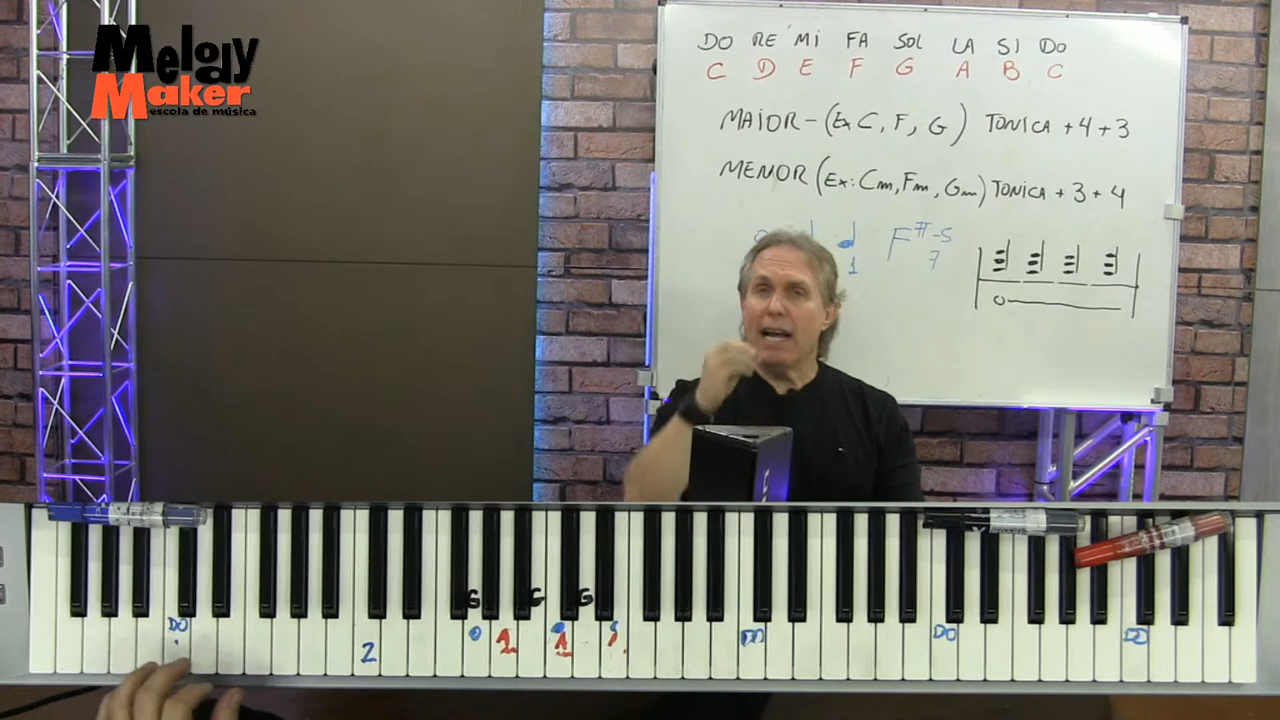 Melody
Maker
escola de música
DO RE MI FA SOL LA SI DO
C D E F G A B C
MAIOR - (Ex C, F, G) TONICA + 4 + 3
MENOR (Ex: Cm, Fm, Gm) TONICA + 3 + 4
1
F#-5
7
G G G
DO
2
DO
DO